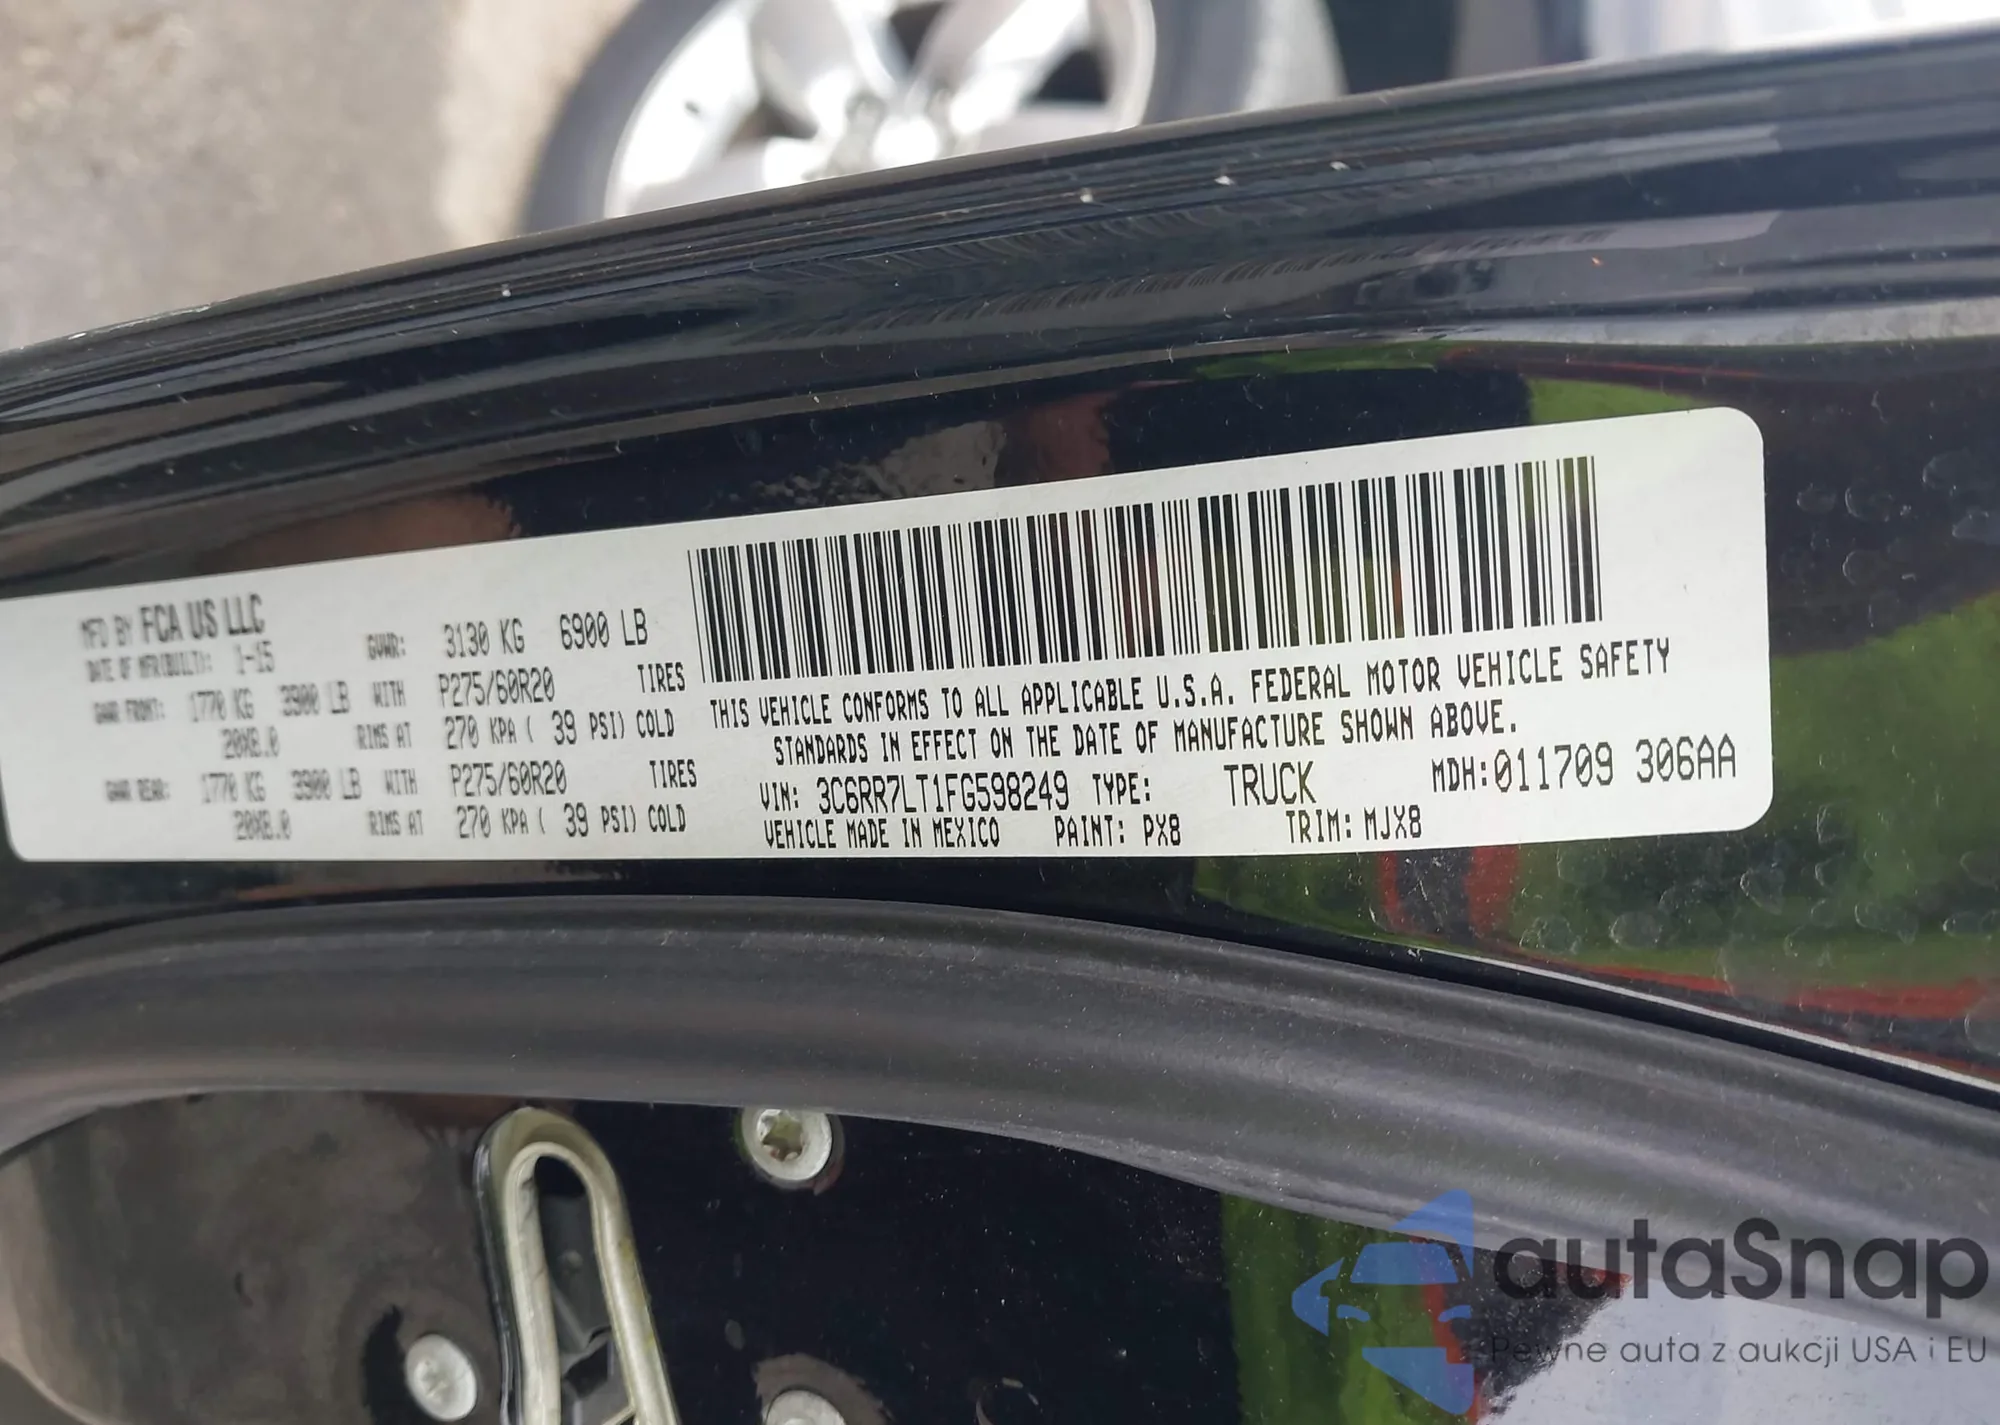 MFD BY FCA US LLC
DATE OF MFR(BUILT): 1-15 GVWR: 3130 KG 6900 LB
GAWR FRONT: 1770 KG 3900 LB WITH P275/60R20 TIRES
20X8.0 RIMS AT 270 KPA ( 39 PSI) COLD
GAWR REAR: 1770 KG 3900 LB WITH P275/60R20 TIRES
20X8.0 RIMS AT 270 KPA ( 39 PSI) COLD
THIS VEHICLE CONFORMS TO ALL APPLICABLE U.S.A. FEDERAL MOTOR VEHICLE SAFETY
STANDARDS IN EFFECT ON THE DATE OF MANUFACTURE SHOWN ABOVE.
VIN: 3C6RR7LT1FG598249 TYPE: TRUCK MDH:011709 306AA
VEHICLE MADE IN MEXICO PAINT: PX8 TRIM: MJX8
autaSnap
Pewne auta z aukcji USA i EU